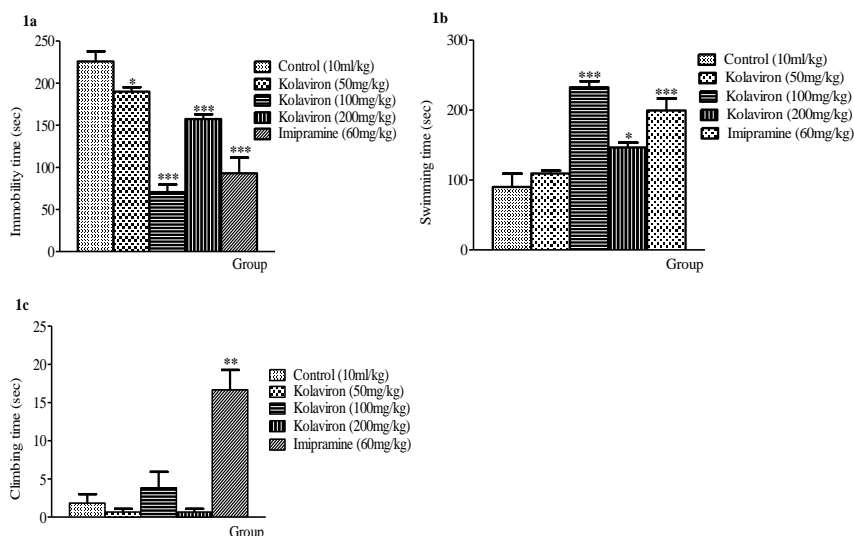 1a
Immobility time (sec)
250
200
150
100
50
0
*
***
***
***
Group
Control (10ml/kg)
Kolaviron (50mg/kg)
Kolaviron (100mg/kg)
Kolaviron (200mg/kg)
Imipramine (60mg/kg)
1b
Swimming time (sec)
300
200
100
0
***
*
***
Group
Control (10ml/kg)
Kolaviron (50mg/kg)
Kolaviron (100mg/kg)
Kolaviron (200mg/kg)
Imipramine (60mg/kg)
1c
Climbing time (sec)
25
20
15
10
5
0
**
Group
Control (10ml/kg)
Kolaviron (50mg/kg)
Kolaviron (100mg/kg)
Kolaviron (200mg/kg)
Imipramine (60mg/kg)